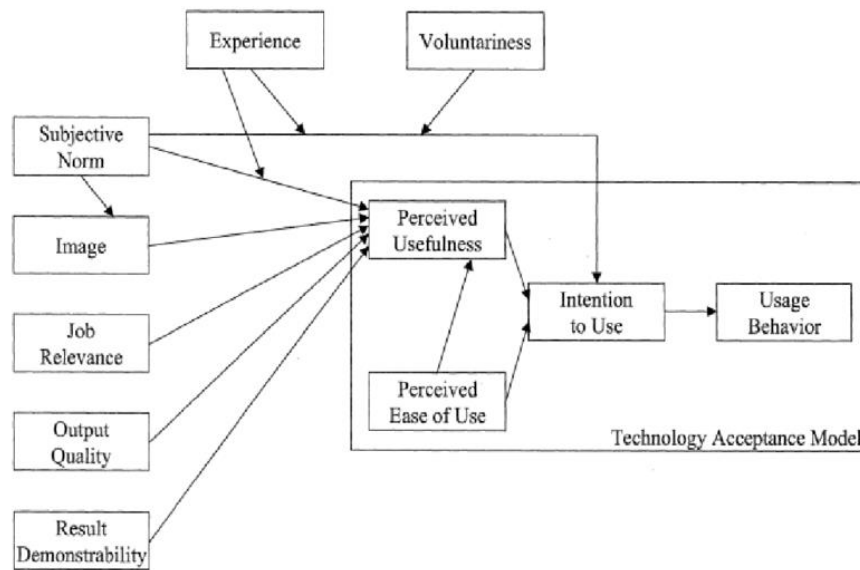 Experience
Voluntariness
Subjective
Norm
Image
Job
Relevance
Output
Quality
Result
Demonstrability
Perceived
Usefulness
Perceived
Ease of Use
Intention
to Use
Usage
Behavior
Technology Acceptance Model